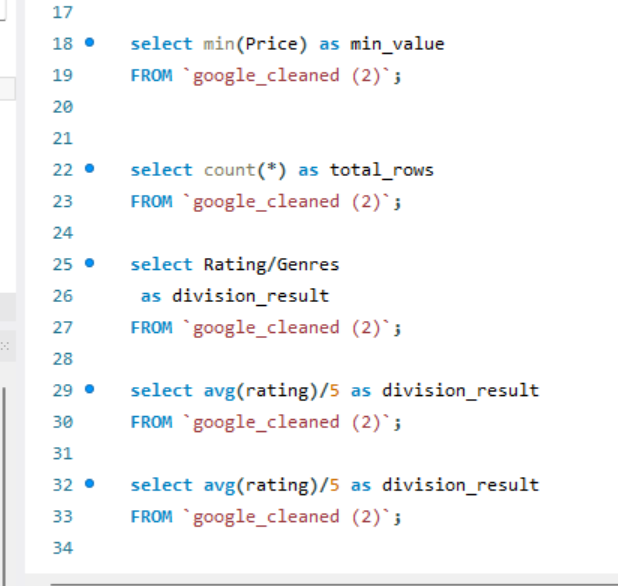 17
18 select min(Price) as min_value
19 FROM `google_cleaned (2)`;
20
21
22 select count(*) as total_rows
23 FROM `google_cleaned (2)`;
24
25 select Rating/Genres
26 as division_result
27 FROM `google_cleaned (2)`;
28
29 select avg(rating)/5 as division_result
30 FROM `google_cleaned (2)`;
31
32 select avg(rating)/5 as division_result
33 FROM `google_cleaned (2)`;
34